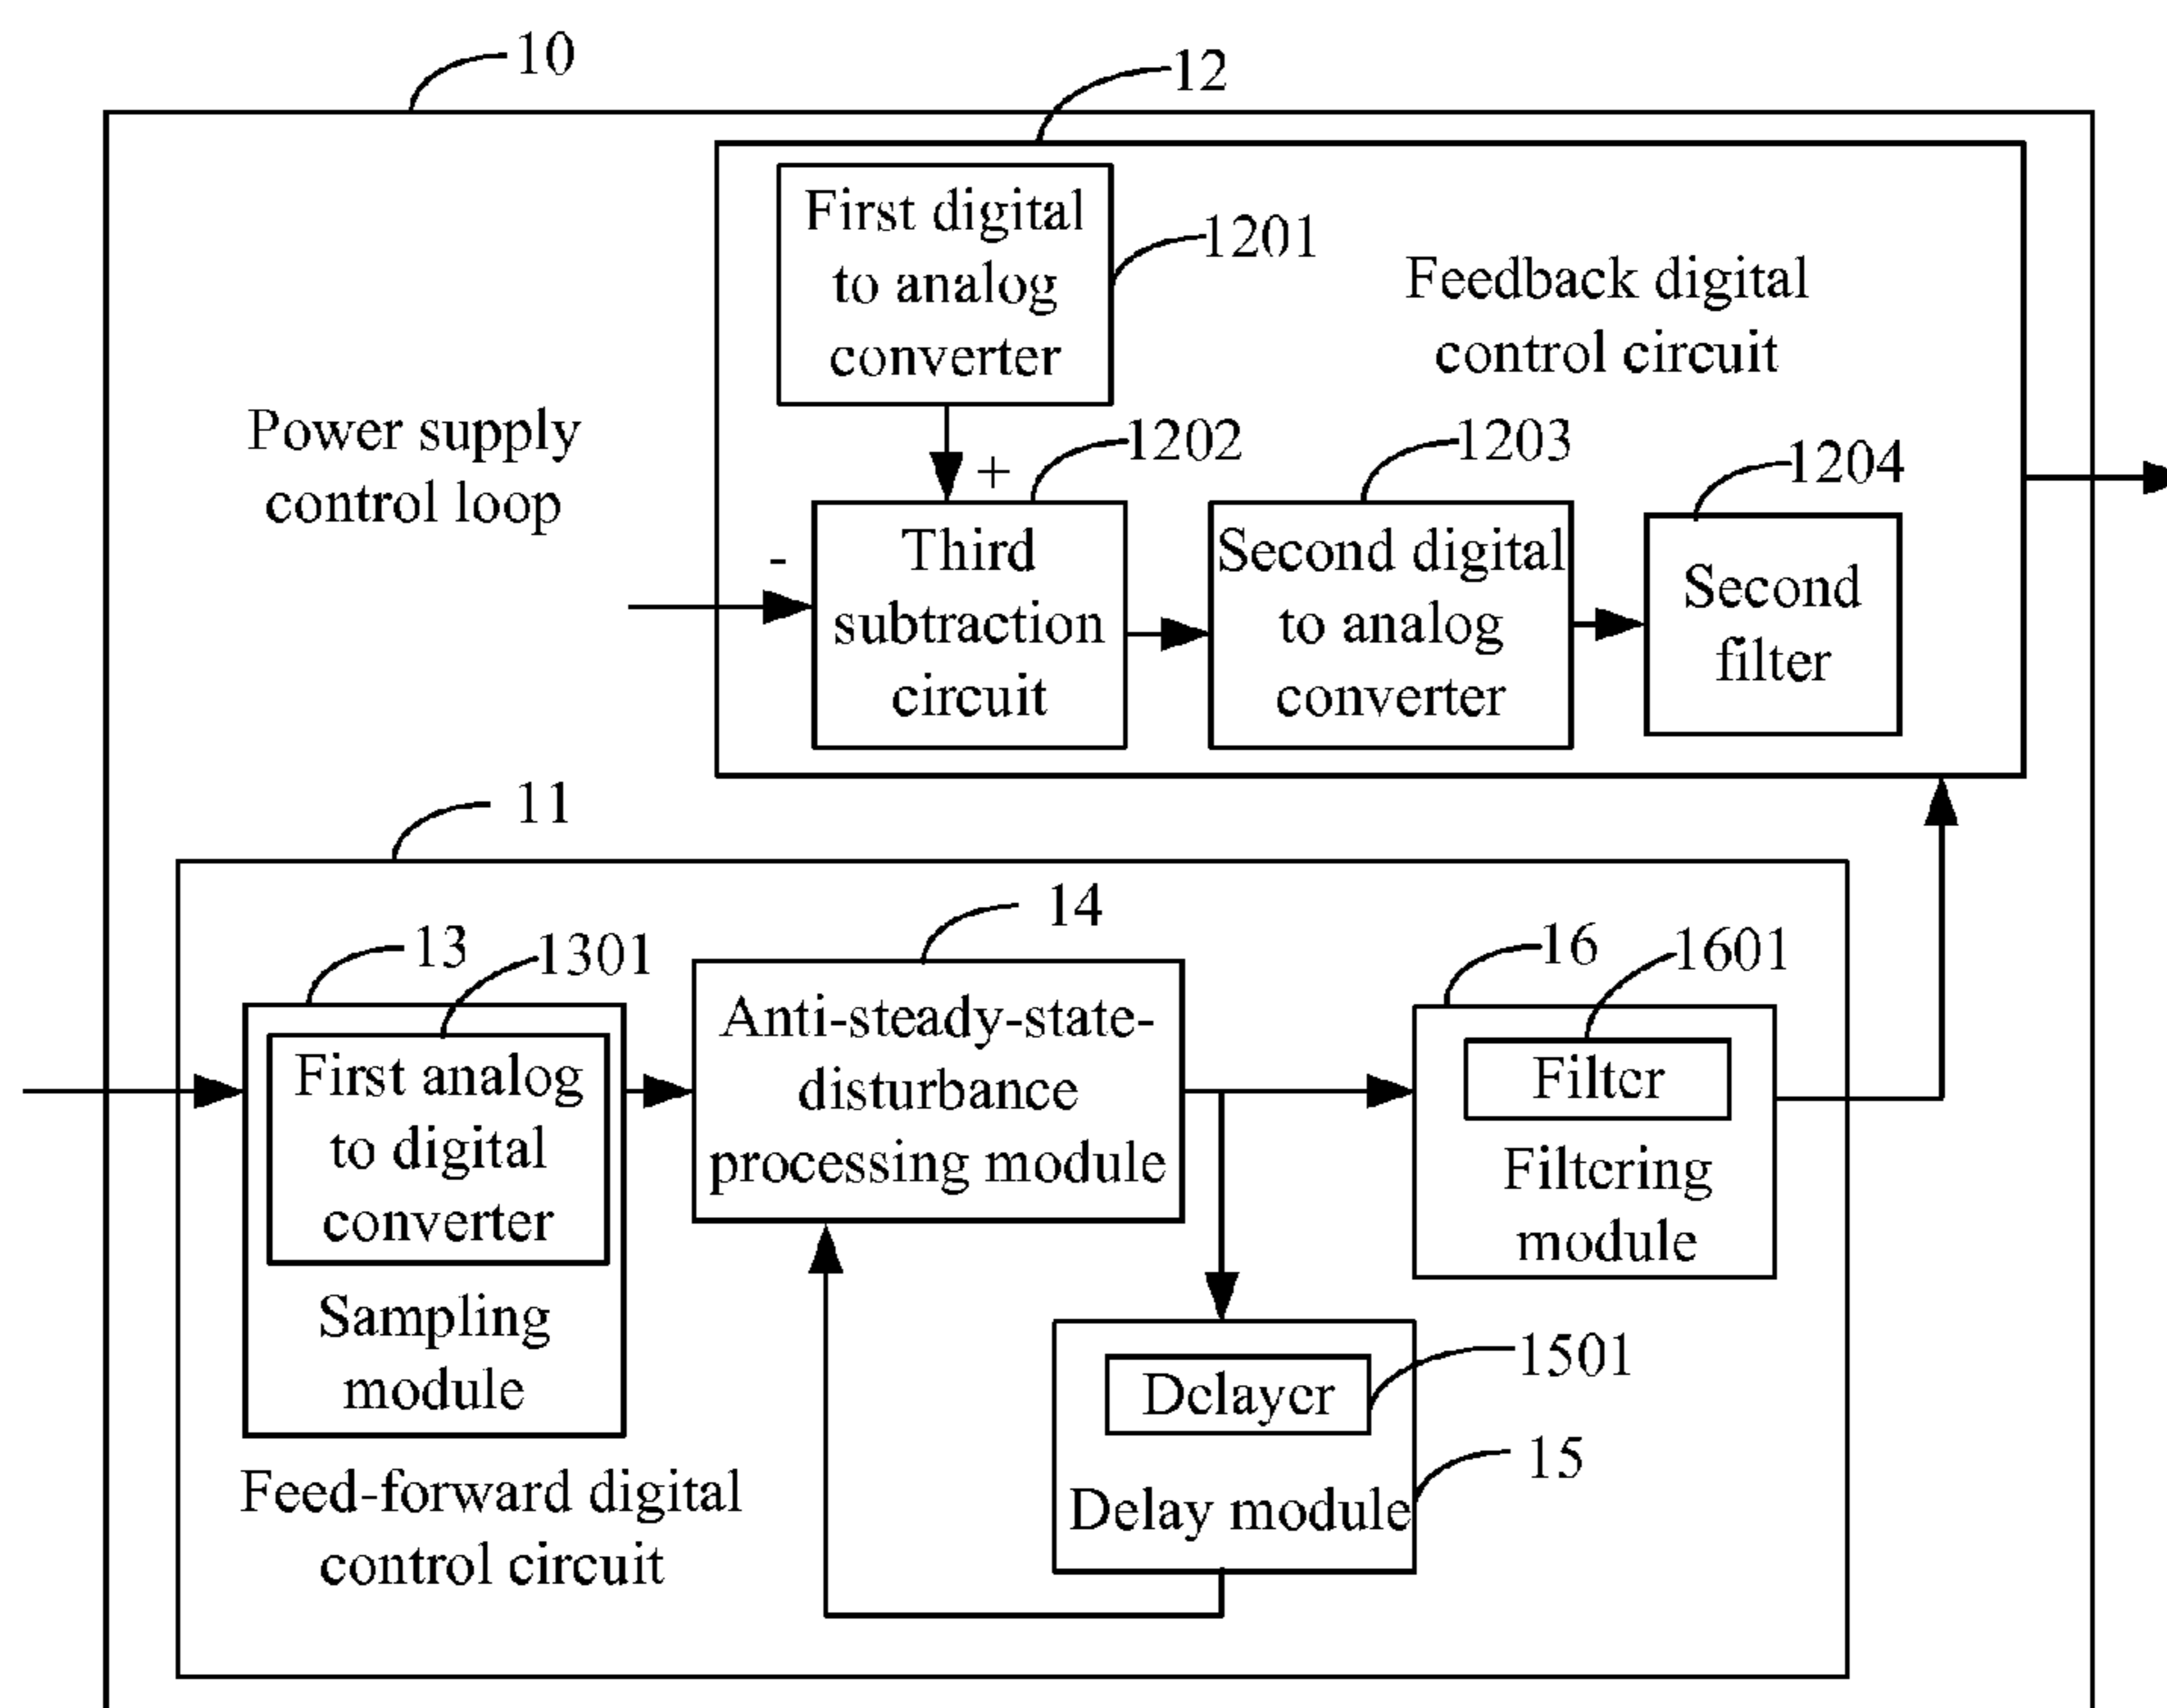 10
12
First digital
to analog
converter
1201
Feedback digital
control circuit
Power supply
control loop
+
1202
1203
1204
-
Third
subtraction
circuit
Second digital
to analog
converter
Second
filter
11
13
1301
14
16
1601
First analog
to digital
converter
Sampling
module
Anti-steady-state-
disturbance
processing module
Filter
Filtering
module
1501
Delayer
15
Delay module
Feed-forward digital
control circuit